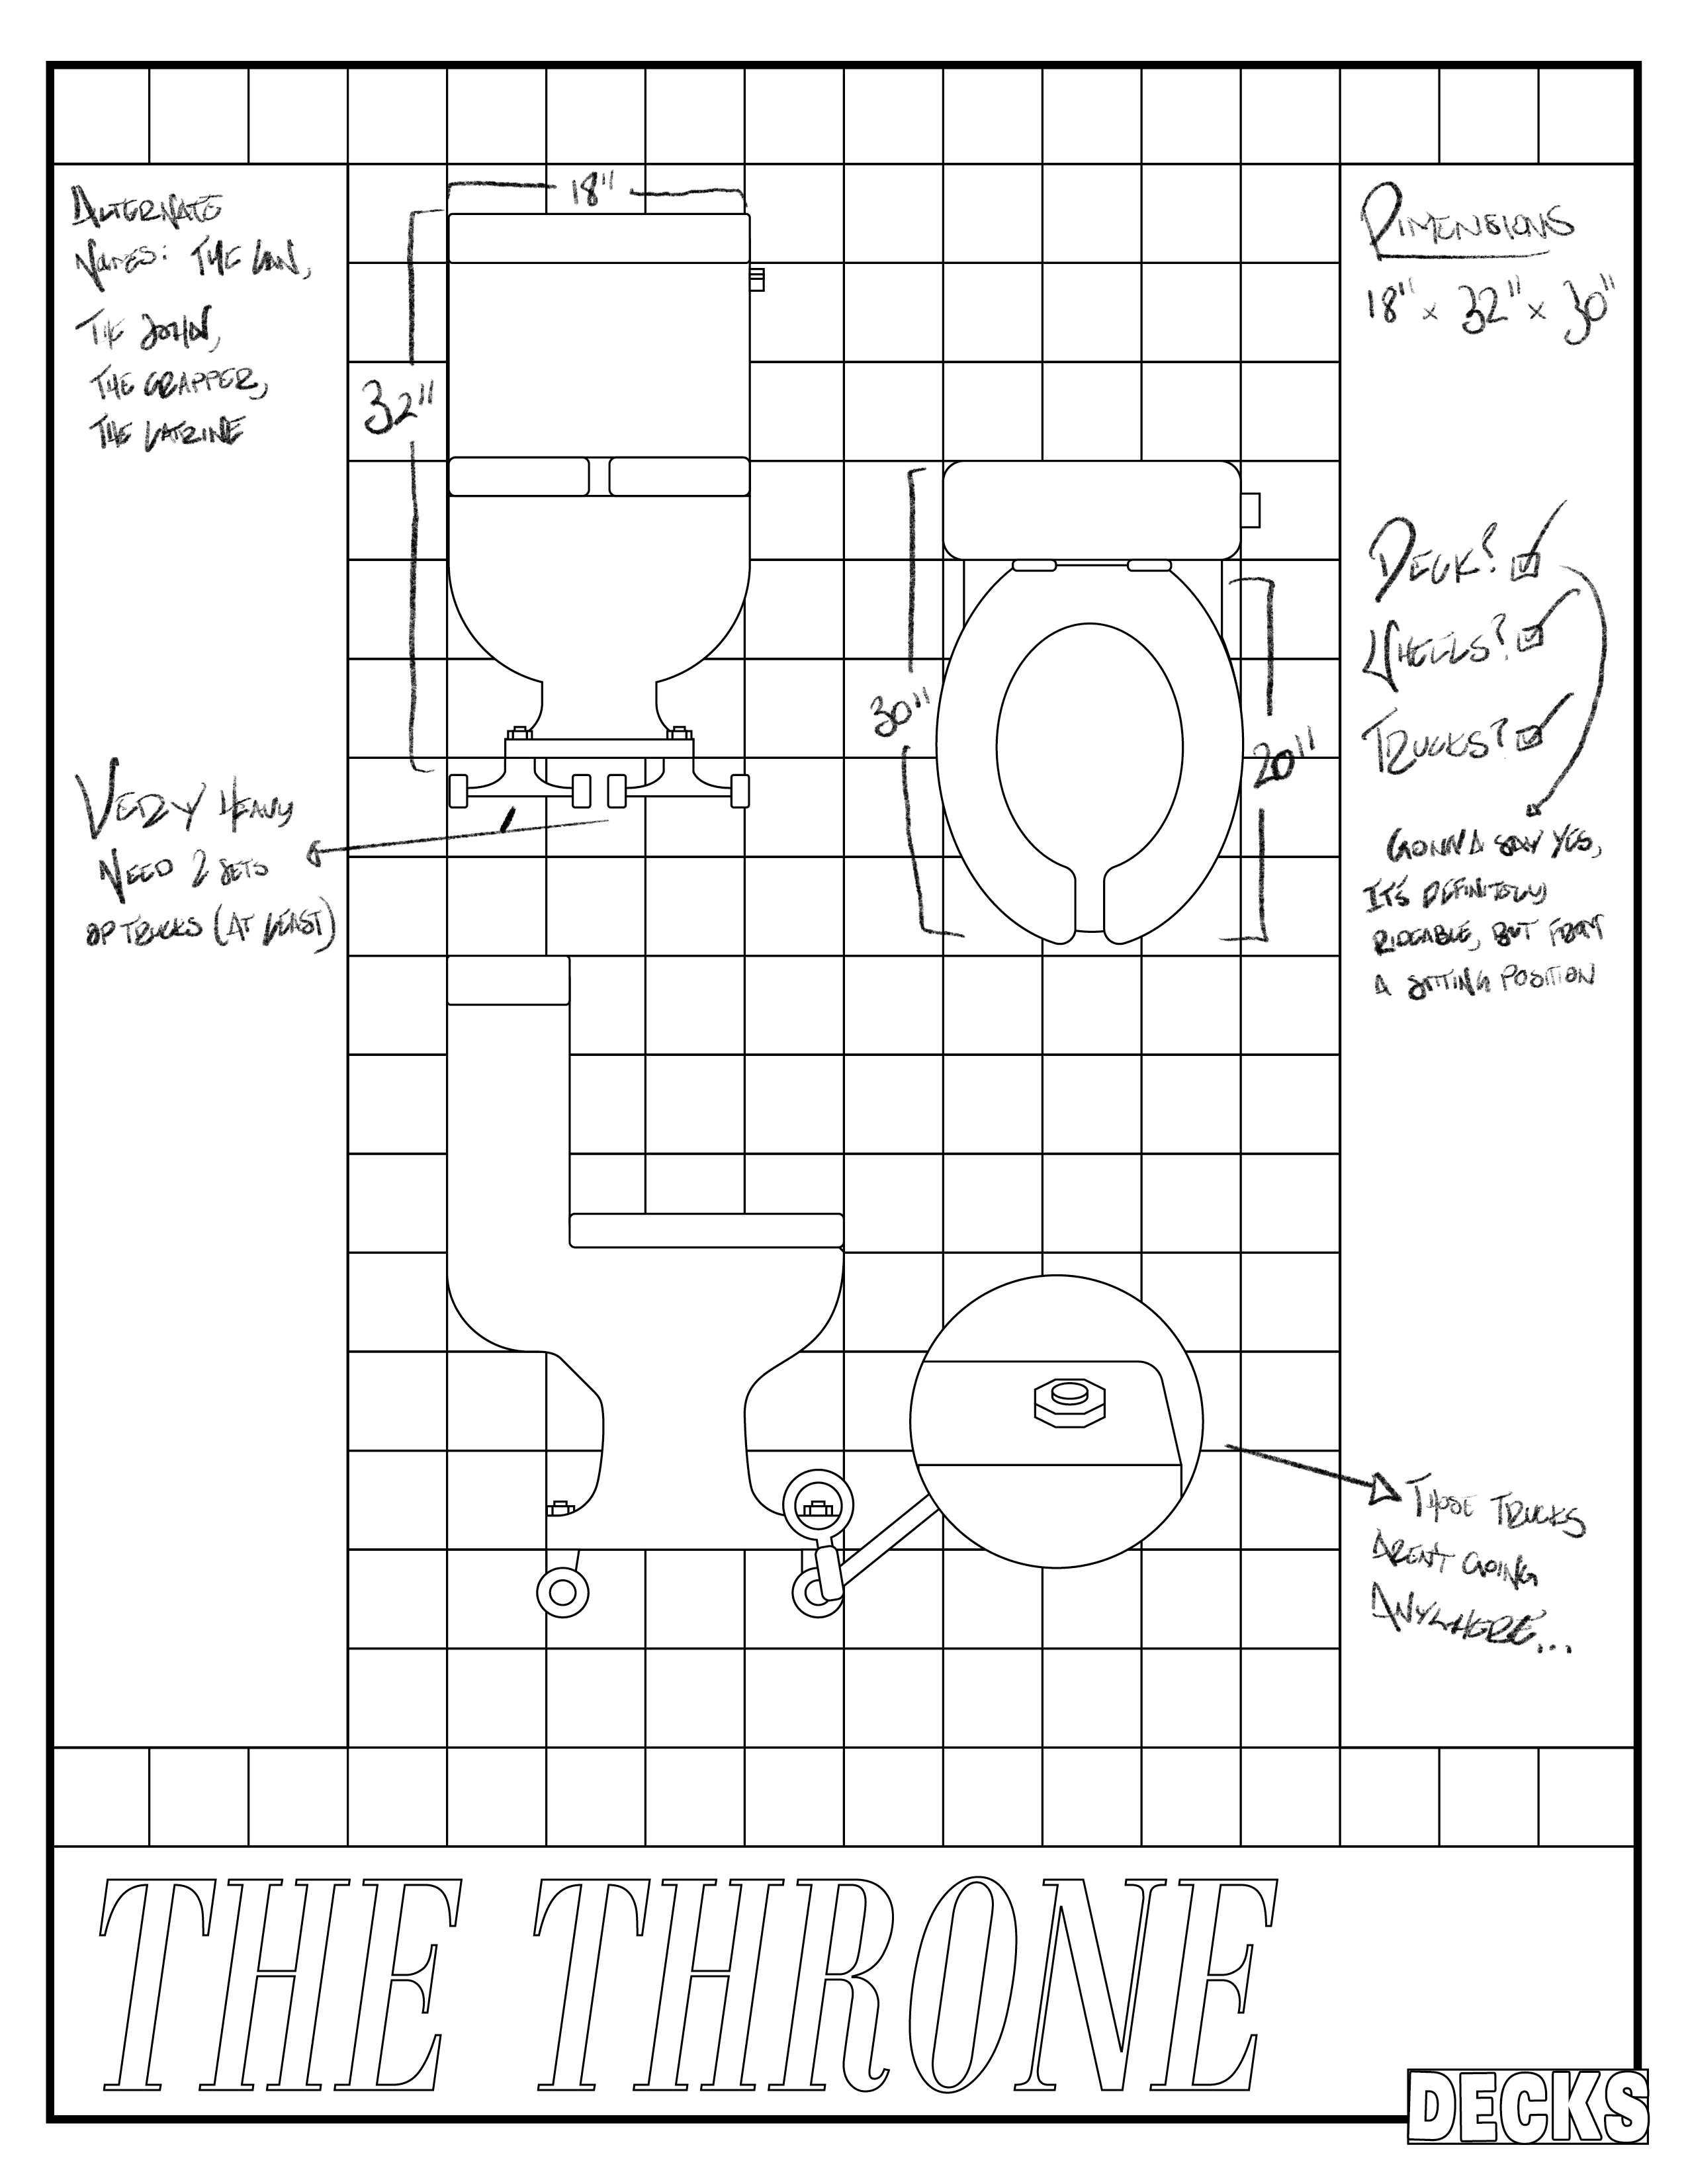 ALTERNATE
NAMES: THE CAN,
THE JOHN,
THE CRAPPER,
THE LATRINE
18"
32"
DIMENSIONS
18" x 32" x 30"
30"
20"
DECK?
WHEELS?
TRUCKS?
GONNA SAY YES,
ITS DEFINITELY
RIDEABLE, BUT FROM
A SITTING POSITION
VERY HEAVY
NEED 2 SETS
OF TRUCKS (AT LEAST)
THOSE TRUCKS
AREN'T GOING
ANYWHERE...
THE THRONE
DECKS